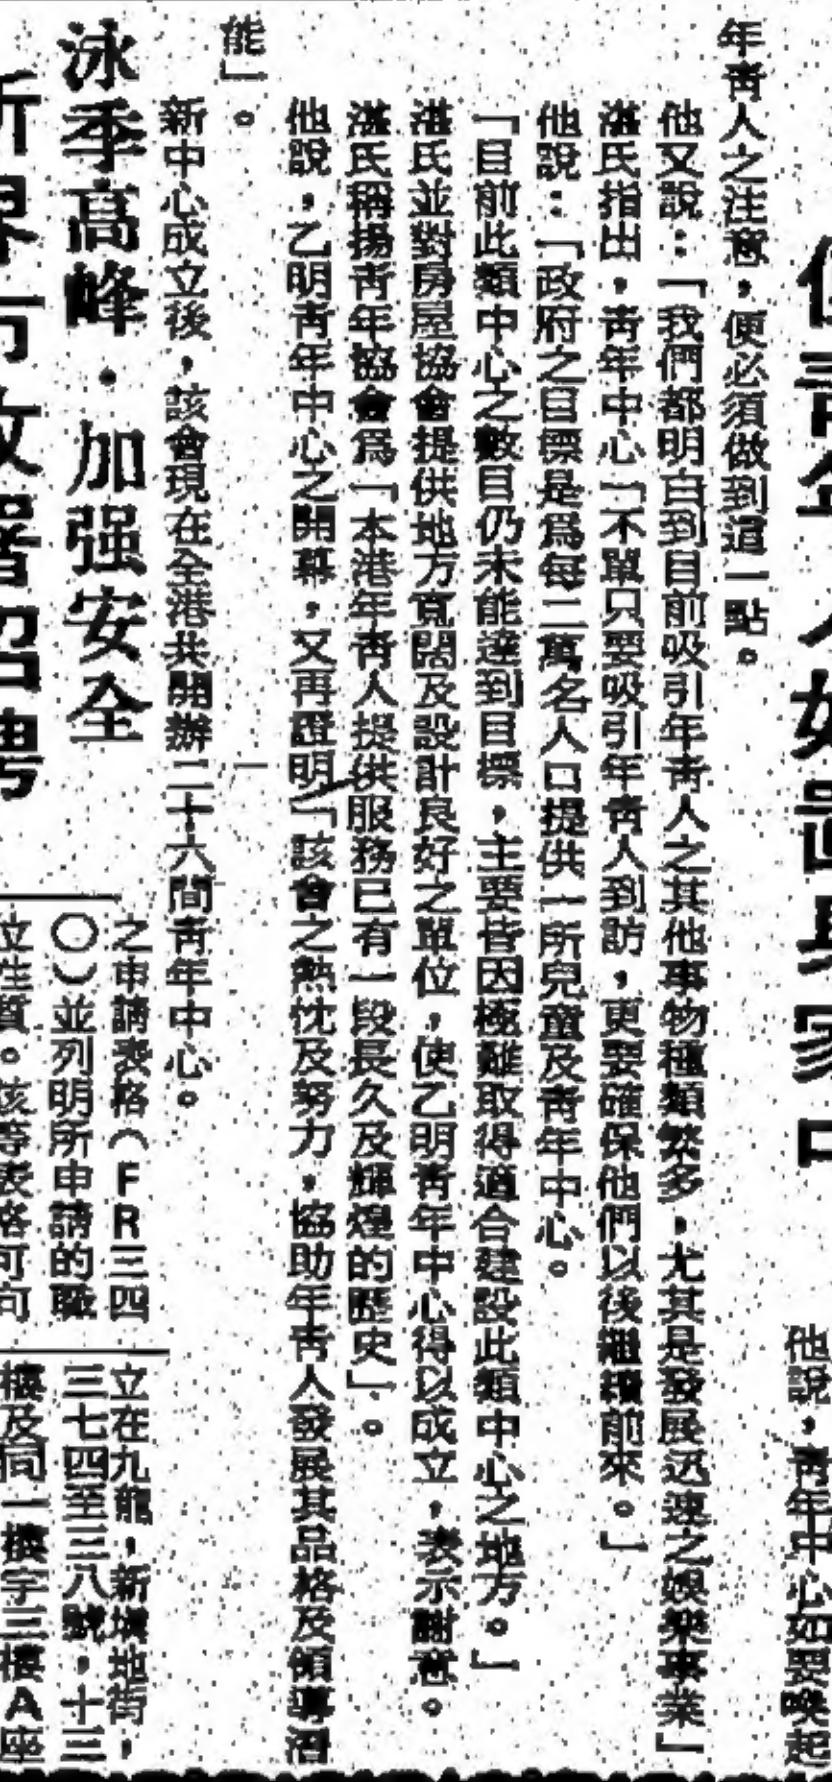 他說，青年中心如要喚起
年青人之注意，便必須做到這一點。
他又說：「我們都明白到目前吸引年青人之其他事物種類繁多，尤其是發展迅速之娛樂事業」
湛氏指出，青年中心「不單只要吸引年青人到訪，更要確保他們以後繼續前來。」
他說：「政府之目標是爲每二萬名人口提供一所兒童及青年中心。
「目前此類中心之數目仍未能達到目標，主要皆因極難取得適合建設此類中心之地方。」
湛氏並對房屋協會提供地方寬闊及設計良好之單位，使乙明青年中心得以成立，表示謝意。
湛氏稱揚青年協會爲「本港年青人提供服務已有一段長久及輝煌的歷史」。
他說，乙明青年中心之開幕，又再證明「該會之熱忱及努力，協助年青人發展其品格及領導潛
能」。
新中心成立後，該會現在全港共開辦二十六間青年中心。
泳季高峰·加强安全
新界市政署招聘
之申請表格（FR三四
〇）並列明所申請的職
位性質。該等表格可向
立在九龍，新填地街，
三七四至三八號，十三
樓及同一樓宇三樓A座